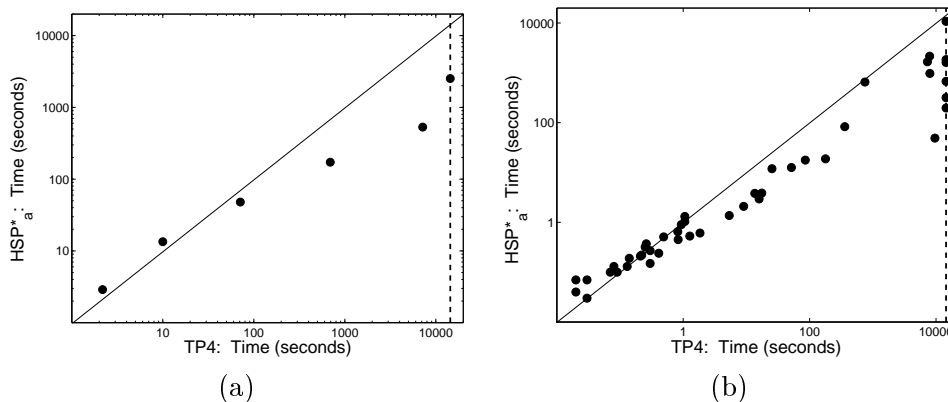 10000
1000
100
10
HSP*a: Time (seconds)
10 100 1000 10000
TP4: Time (seconds)
(a)
10000
100
1
HSP*a: Time (seconds)
1 100 10000
TP4: Time (seconds)
(b)